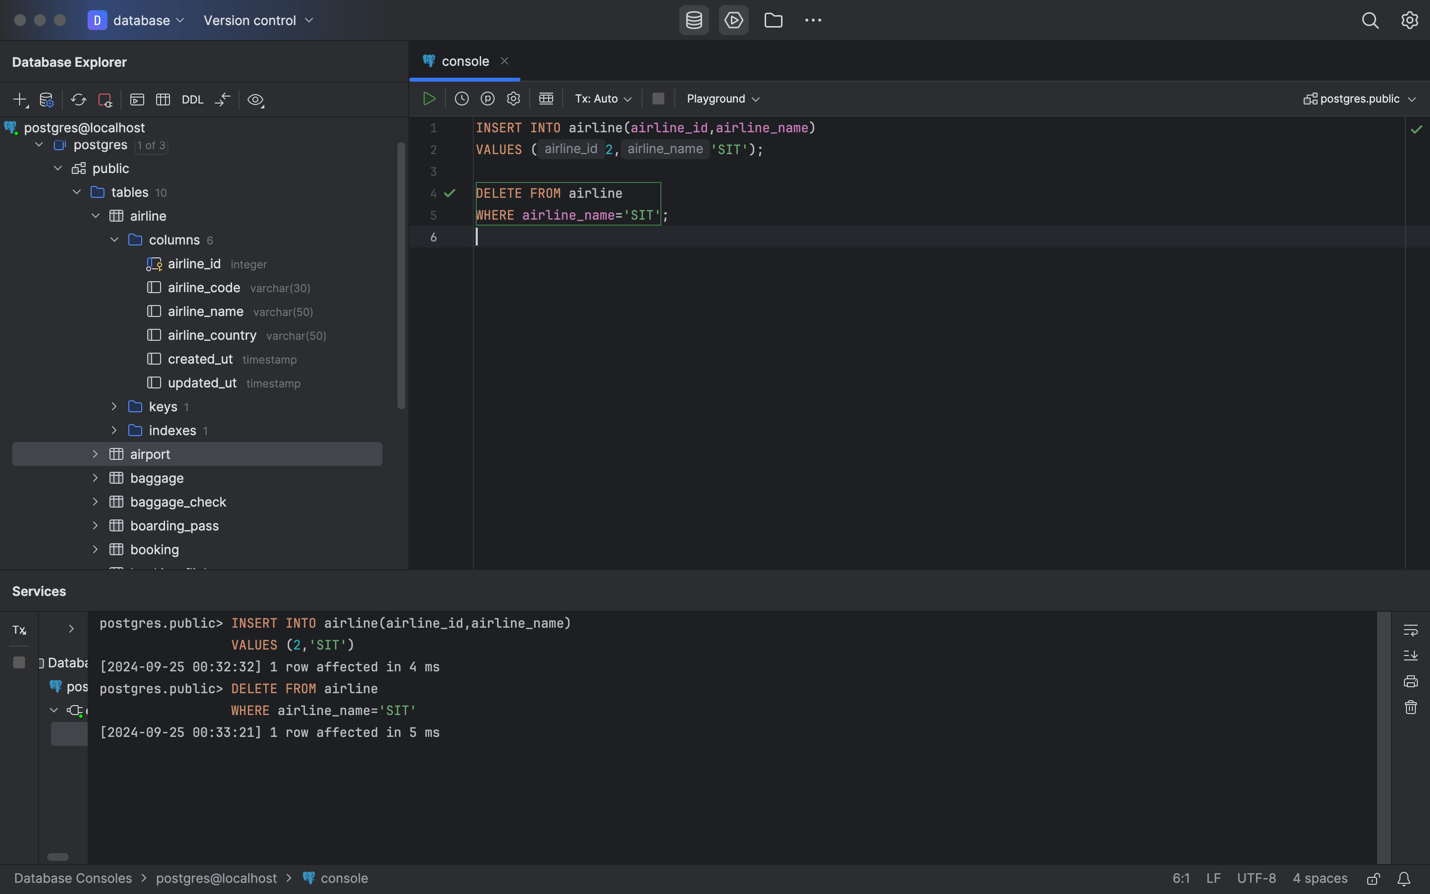 D database Version control
Database Explorer
console
DDL
Tx: Auto Playground postgres.public
postgres@localhost
postgres 1 of 3
public
tables 10
airline
columns 6
airline_id integer
airline_code varchar(30)
airline_name varchar(50)
airline_country varchar(50)
created_ut timestamp
updated_ut timestamp
keys 1
indexes 1
airport
baggage
baggage_check
boarding_pass
booking
1 INSERT INTO airline(airline_id,airline_name)
2 VALUES ( airline_id 2, airline_name 'SIT');
3
4 DELETE FROM airline
5 WHERE airline_name='SIT';
6
Services
Tx
Databa
pos
postgres.public> INSERT INTO airline(airline_id,airline_name)
VALUES (2,'SIT')
[2024-09-25 00:32:32] 1 row affected in 4 ms
postgres.public> DELETE FROM airline
WHERE airline_name='SIT'
[2024-09-25 00:33:21] 1 row affected in 5 ms
Database Consoles > postgres@localhost > console
6:1 LF UTF-8 4 spaces